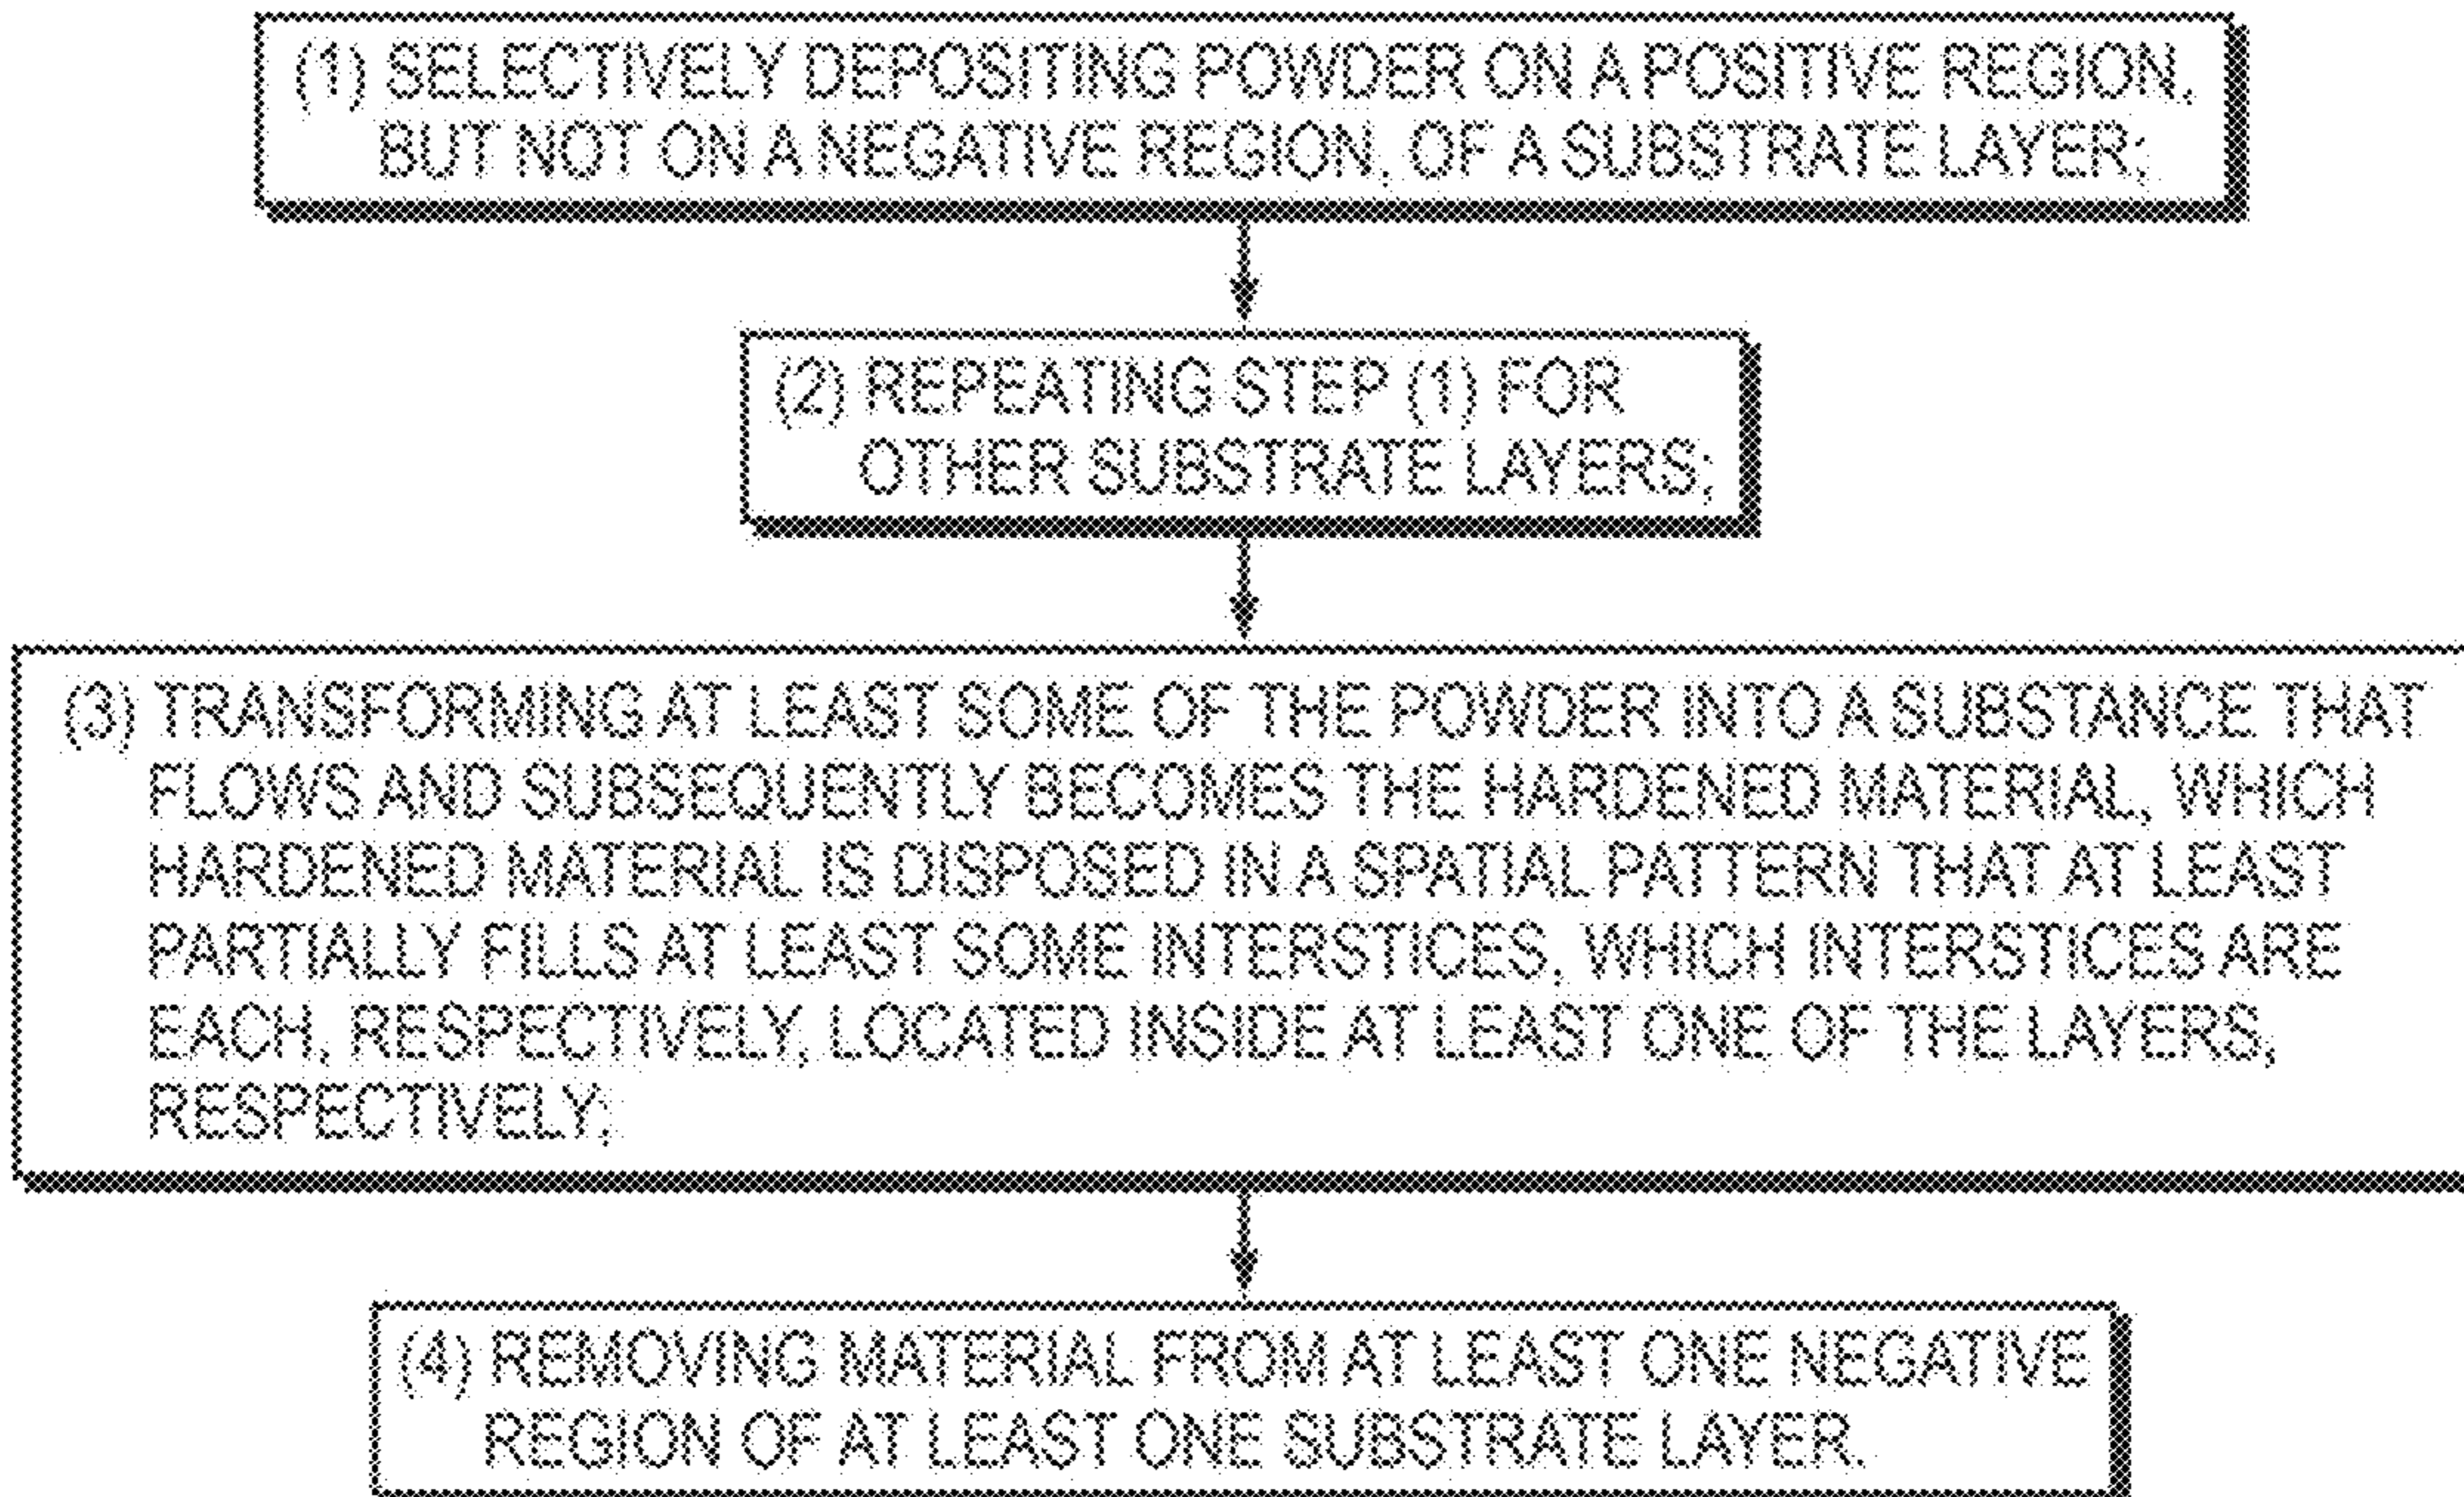 (1) SELECTIVELY DEPOSITING POWDER ON A POSITIVE REGION,
BUT NOT ON A NEGATIVE REGION, OF A SUBSTRATE LAYER;
(2) REPEATING STEP (1) FOR
OTHER SUBSTRATE LAYERS;
(3) TRANSFORMING AT LEAST SOME OF THE POWDER INTO A SUBSTANCE THAT
FLOWS AND SUBSEQUENTLY BECOMES THE HARDENED MATERIAL, WHICH
HARDENED MATERIAL IS DISPOSED IN A SPATIAL PATTERN THAT AT LEAST
PARTIALLY FILLS AT LEAST SOME INTERSTICES, WHICH INTERSTICES ARE
EACH, RESPECTIVELY, LOCATED INSIDE AT LEAST ONE OF THE LAYERS,
RESPECTIVELY;
(4) REMOVING MATERIAL FROM AT LEAST ONE NEGATIVE
REGION OF AT LEAST ONE SUBSTRATE LAYER.